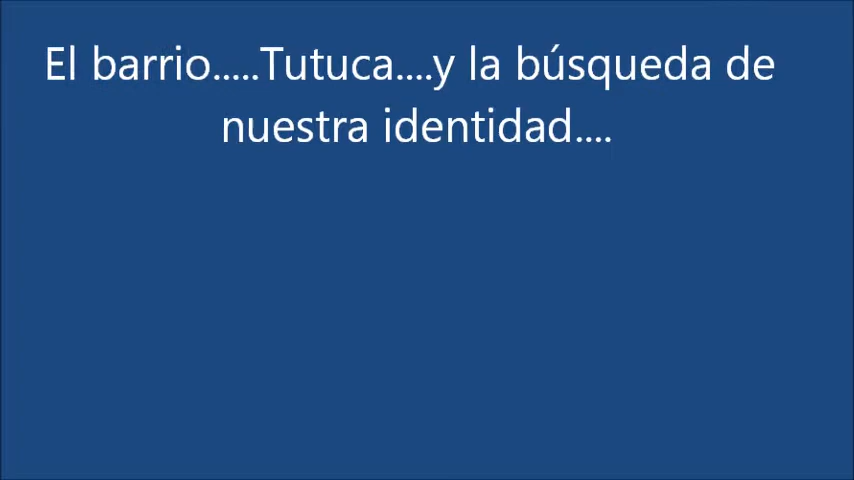 El barrio.....Tutuca....y la búsqueda de
nuestra identidad....